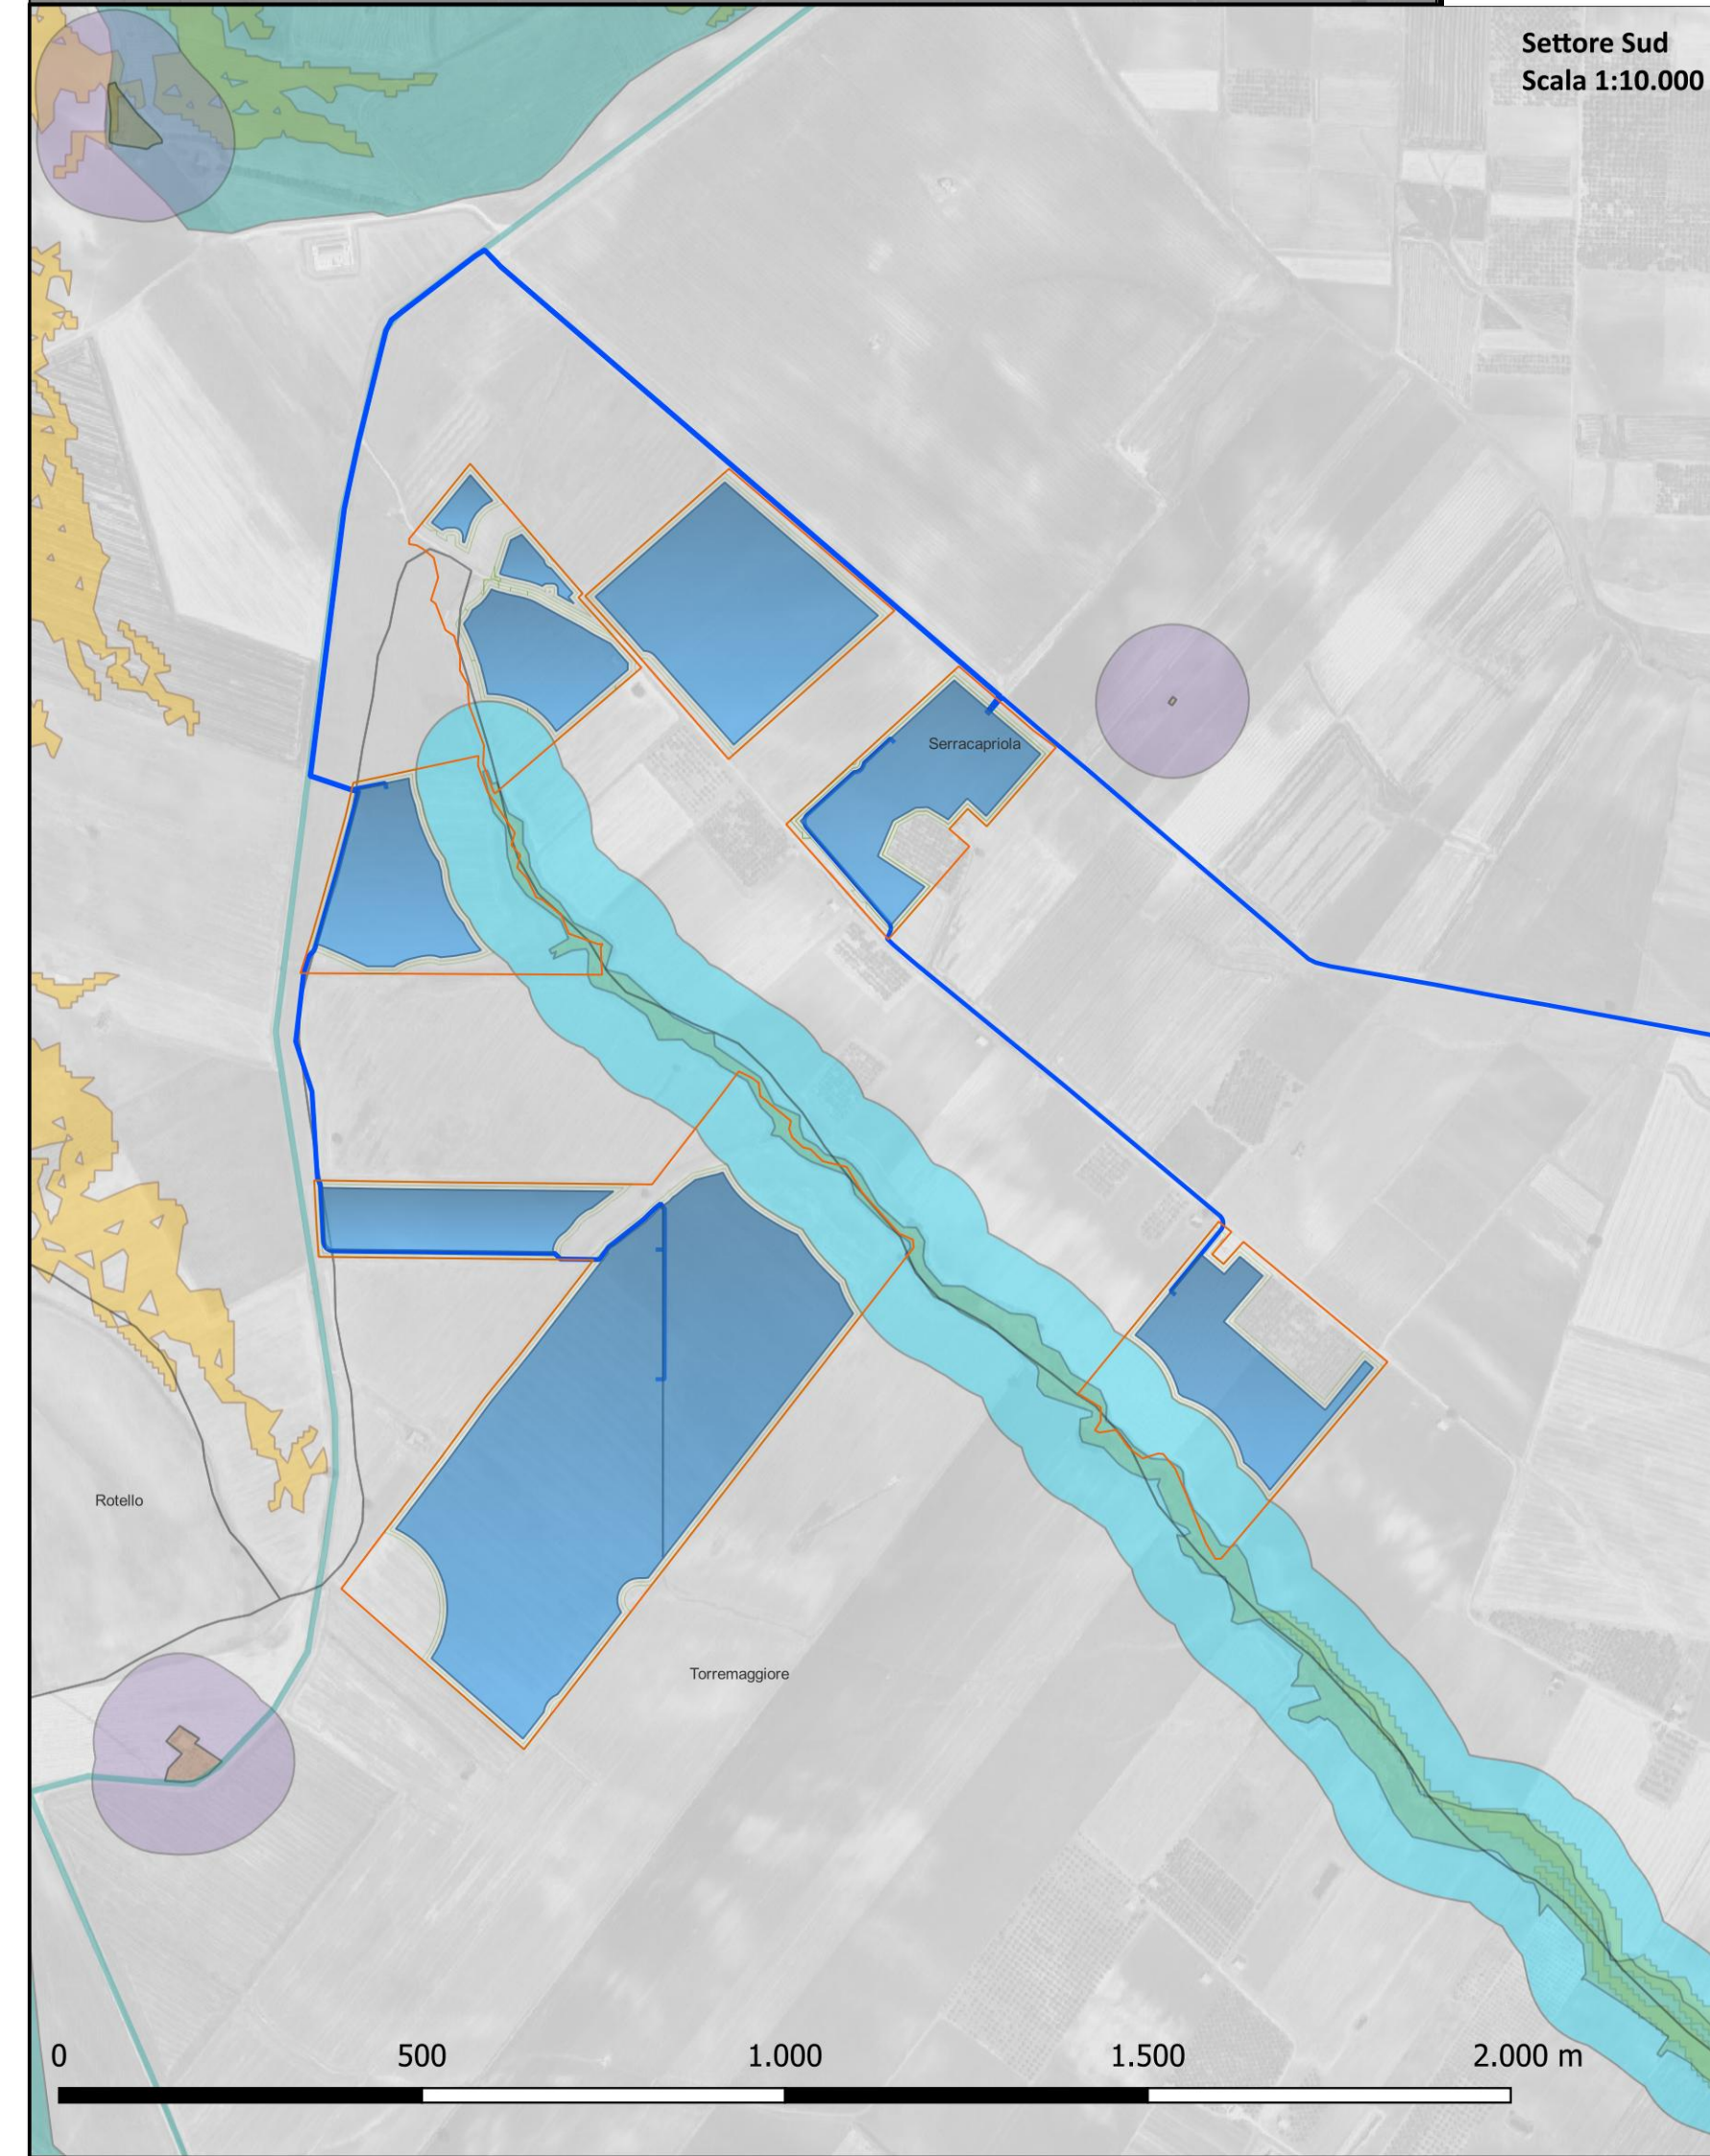 Settore Sud
Scala 1:10.000
Serracapriola
Rotello
Torremaggiore
0 500 1.000 1.500 2.000 m